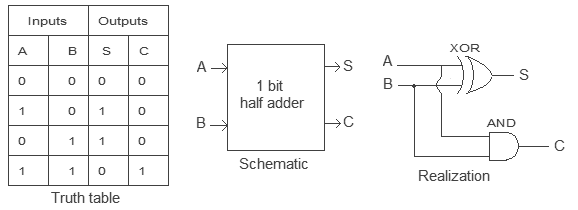 Inputs Outputs
A B S C
0 0 0 0
1 0 1 0
0 1 1 0
1 1 0 1
Truth table
A S
1 bit
half adder
B C
Schematic
XOR
A
B
S
AND
C
Realization